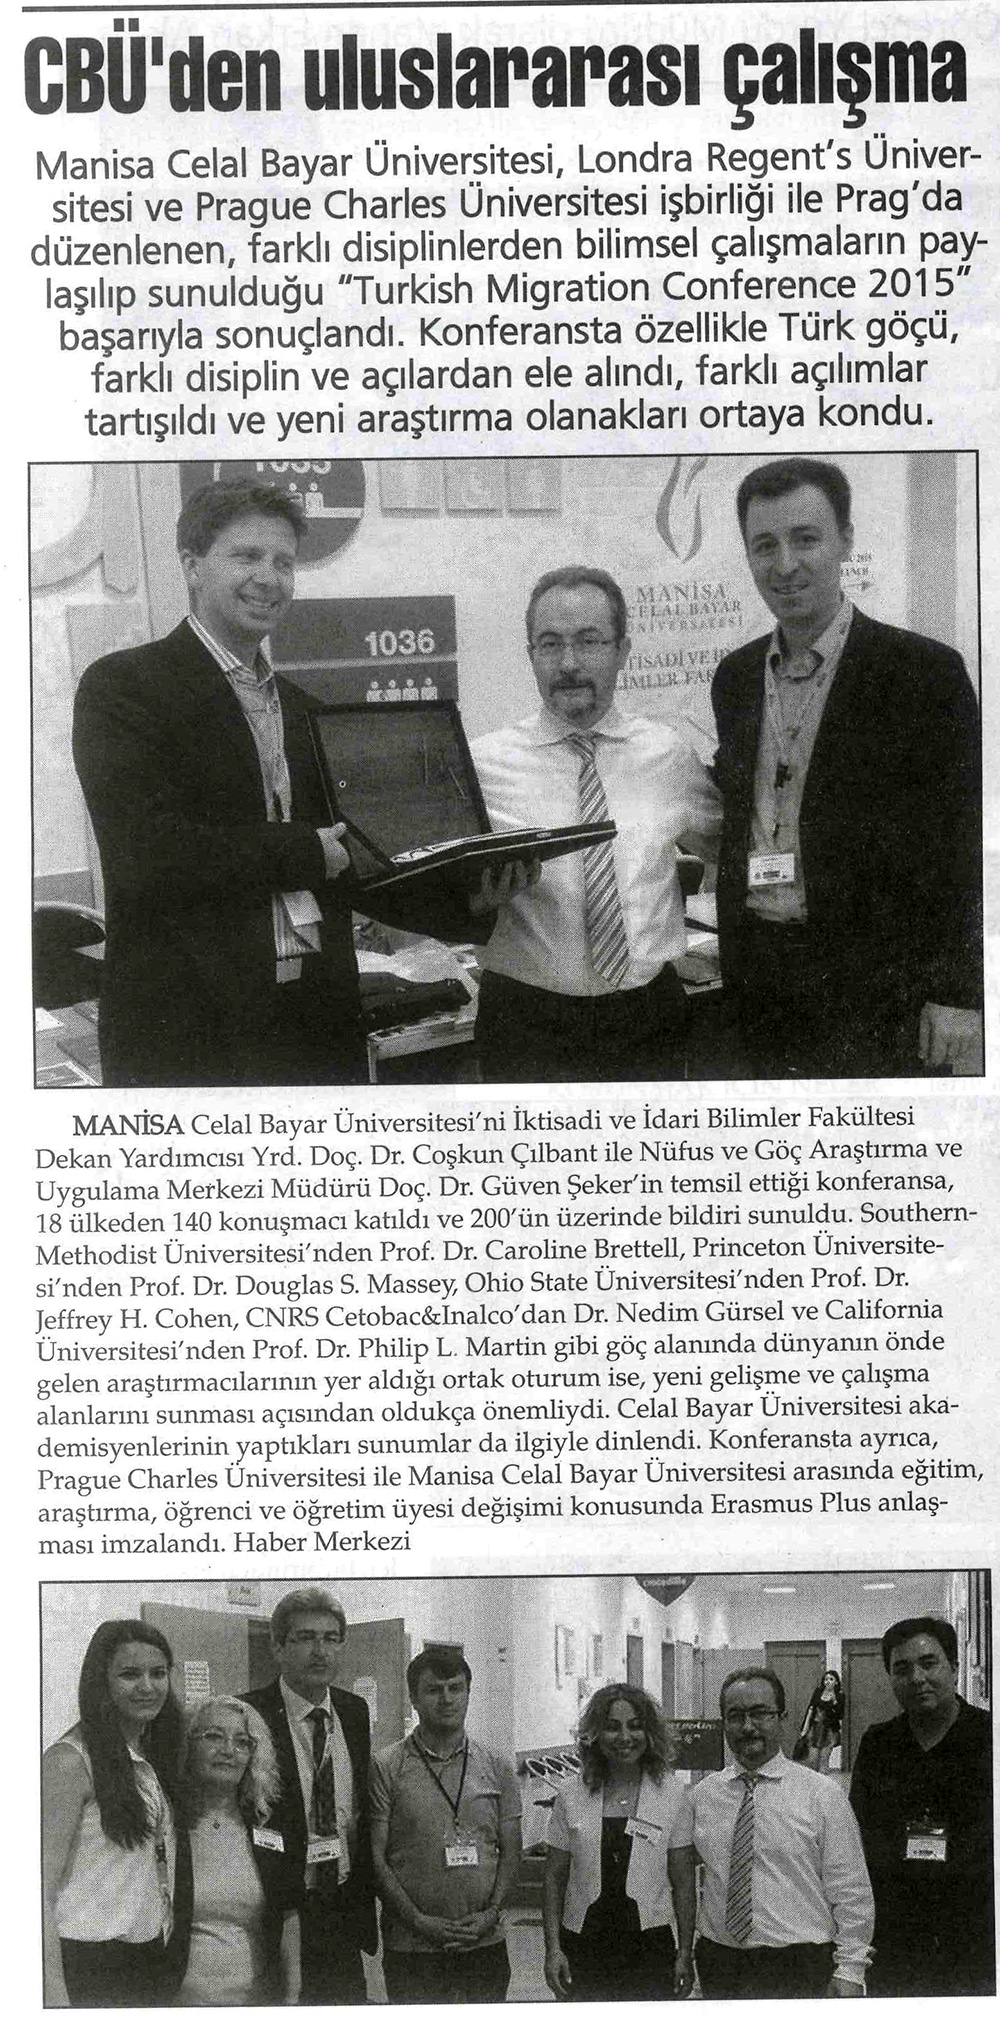 CBÜ'den uluslararası çalışma
Manisa Celal Bayar Üniversitesi, Londra Regent's Üniver-
sitesi ve Prague Charles Üniversitesi işbirliği ile Prag'da
düzenlenen, farklı disiplinlerden bilimsel çalışmaların pay-
laşılıp sunulduğu "Turkish Migration Conference 2015"
başarıyla sonuçlandı. Konferansta özellikle Türk göçü,
farklı disiplin ve açılardan ele alındı, farklı açılımlar
tartışıldı ve yeni araştırma olanakları ortaya kondu.
1036
MANİSA
CELAL BAYAR
ÜNİVERSİTESİ
MANİSA Celal Bayar Üniversitesi'ni İktisadi ve İdari Bilimler Fakültesi
Dekan Yardımcısı Yrd. Doç. Dr. Coşkun Çılbant ile Nüfus ve Göç Araştırma ve
Uygulama Merkezi Müdürü Doç. Dr. Güven Şeker'in temsil ettiği konferansa,
18 ülkeden 140 konuşmacı katıldı ve 200'ün üzerinde bildiri sunuldu. Southern-
Methodist Üniversitesi'nden Prof. Dr. Caroline Brettell, Princeton Üniversite-
si'nden Prof. Dr. Douglas S. Massey, Ohio State Üniversitesi'nden Prof. Dr.
Jeffrey H. Cohen, CNRS Cetobac&Inalco'dan Dr. Nedim Gürsel ve California
Üniversitesi'nden Prof. Dr. Philip L. Martin gibi göç alanında dünyanın önde
gelen araştırmacılarının yer aldığı ortak oturum ise, yeni gelişme ve çalışma
alanlarını sunması açısından oldukça önemliydi. Celal Bayar Üniversitesi aka-
demisyenlerinin yaptıkları sunumlar da ilgiyle dinlendi. Konferansta ayrıca,
Prague Charles Üniversitesi ile Manisa Celal Bayar Üniversitesi arasında eğitim,
araştırma, öğrenci ve öğretim üyesi değişimi konusunda Erasmus Plus anlaş-
ması imzalandı. Haber Merkezi